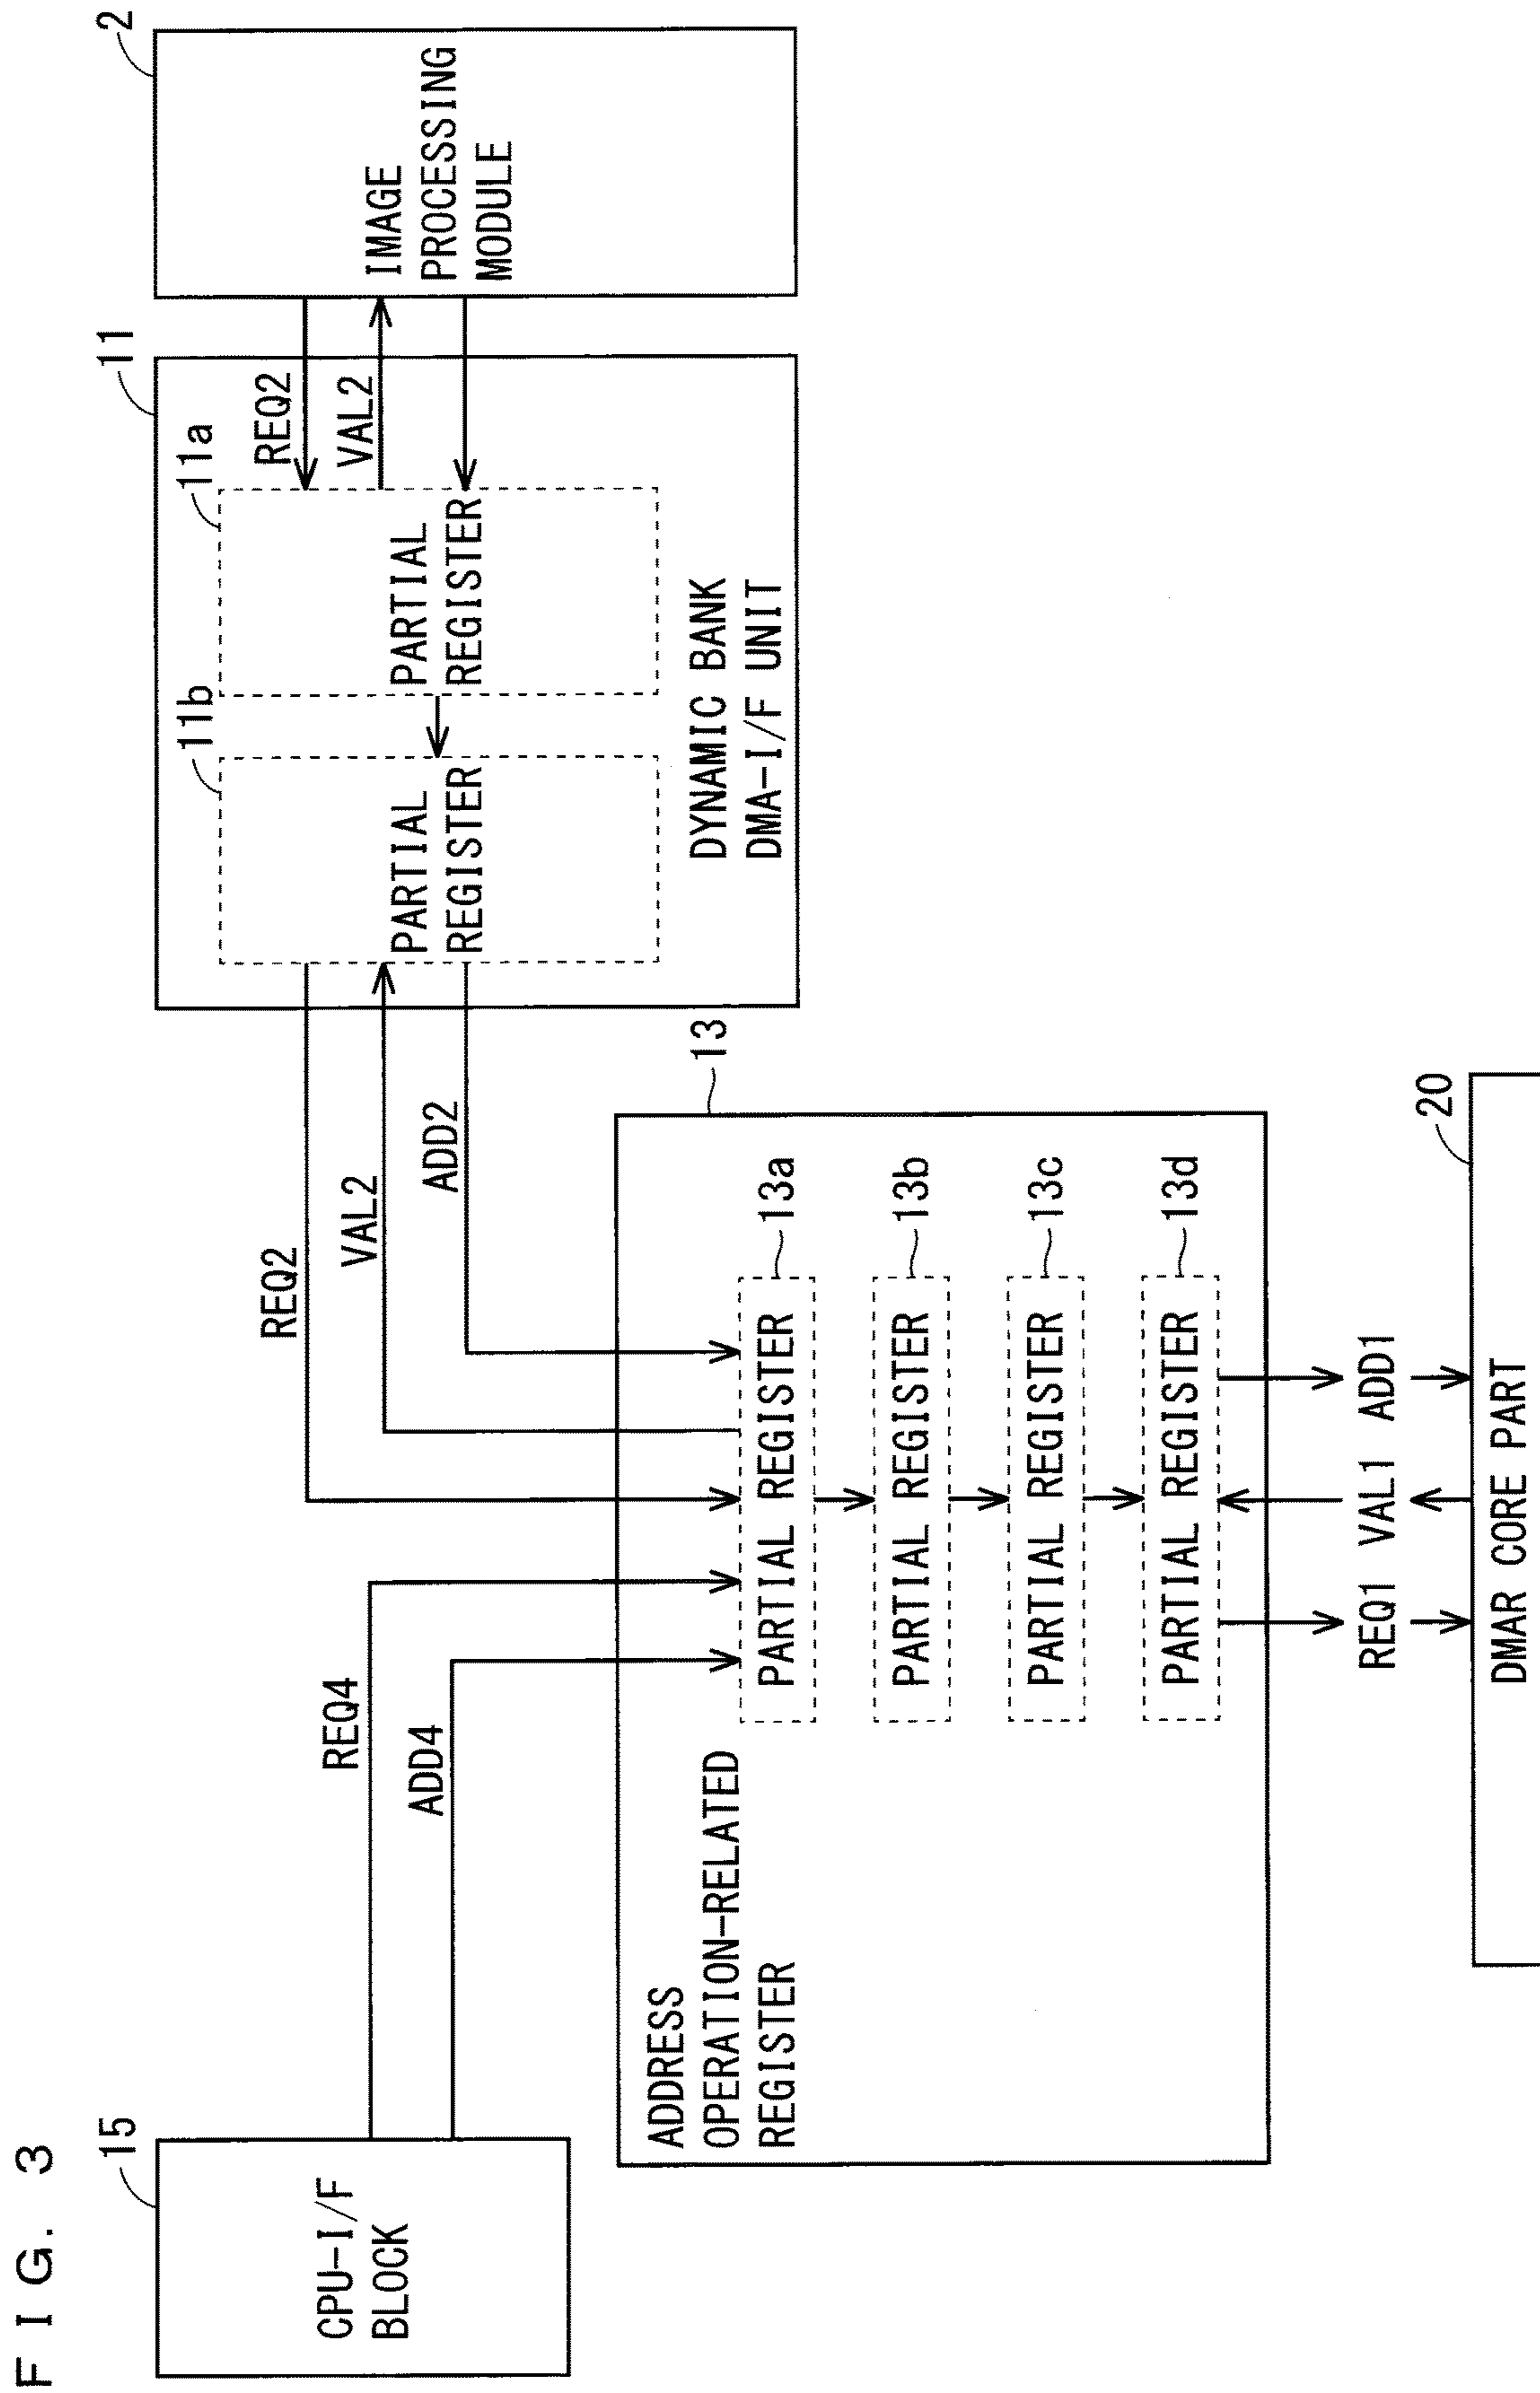 F I G. 3
15
CPU-I/F
BLOCK
REQ4
ADD4
REQ2
VAL2
ADD2
11
11b
PARTIAL
REGISTER
11a
PARTIAL
REGISTER
DYNAMIC BANK
DMA-I/F UNIT
REQ2
VAL2
2
IMAGE
PROCESSING
MODULE
13
ADDRESS
OPERATION-RELATED
REGISTER
PARTIAL REGISTER
13a
PARTIAL REGISTER
13b
PARTIAL REGISTER
13c
PARTIAL REGISTER
13d
REQ1 VAL1 ADD1
20
DMAR CORE PART